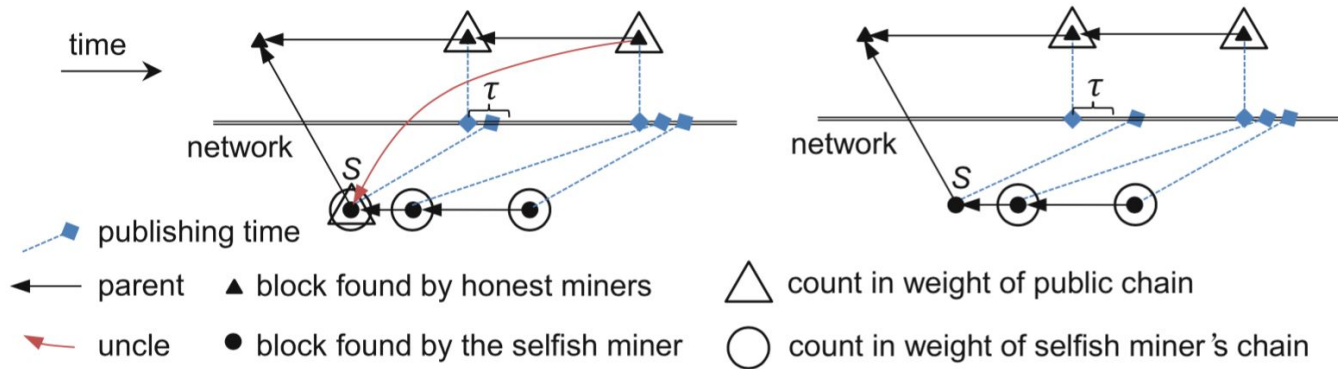 time
τ
τ
network
network
S
S
publishing time
parent
block found by honest miners
count in weight of public chain
uncle
block found by the selfish miner
count in weight of selfish miner's chain